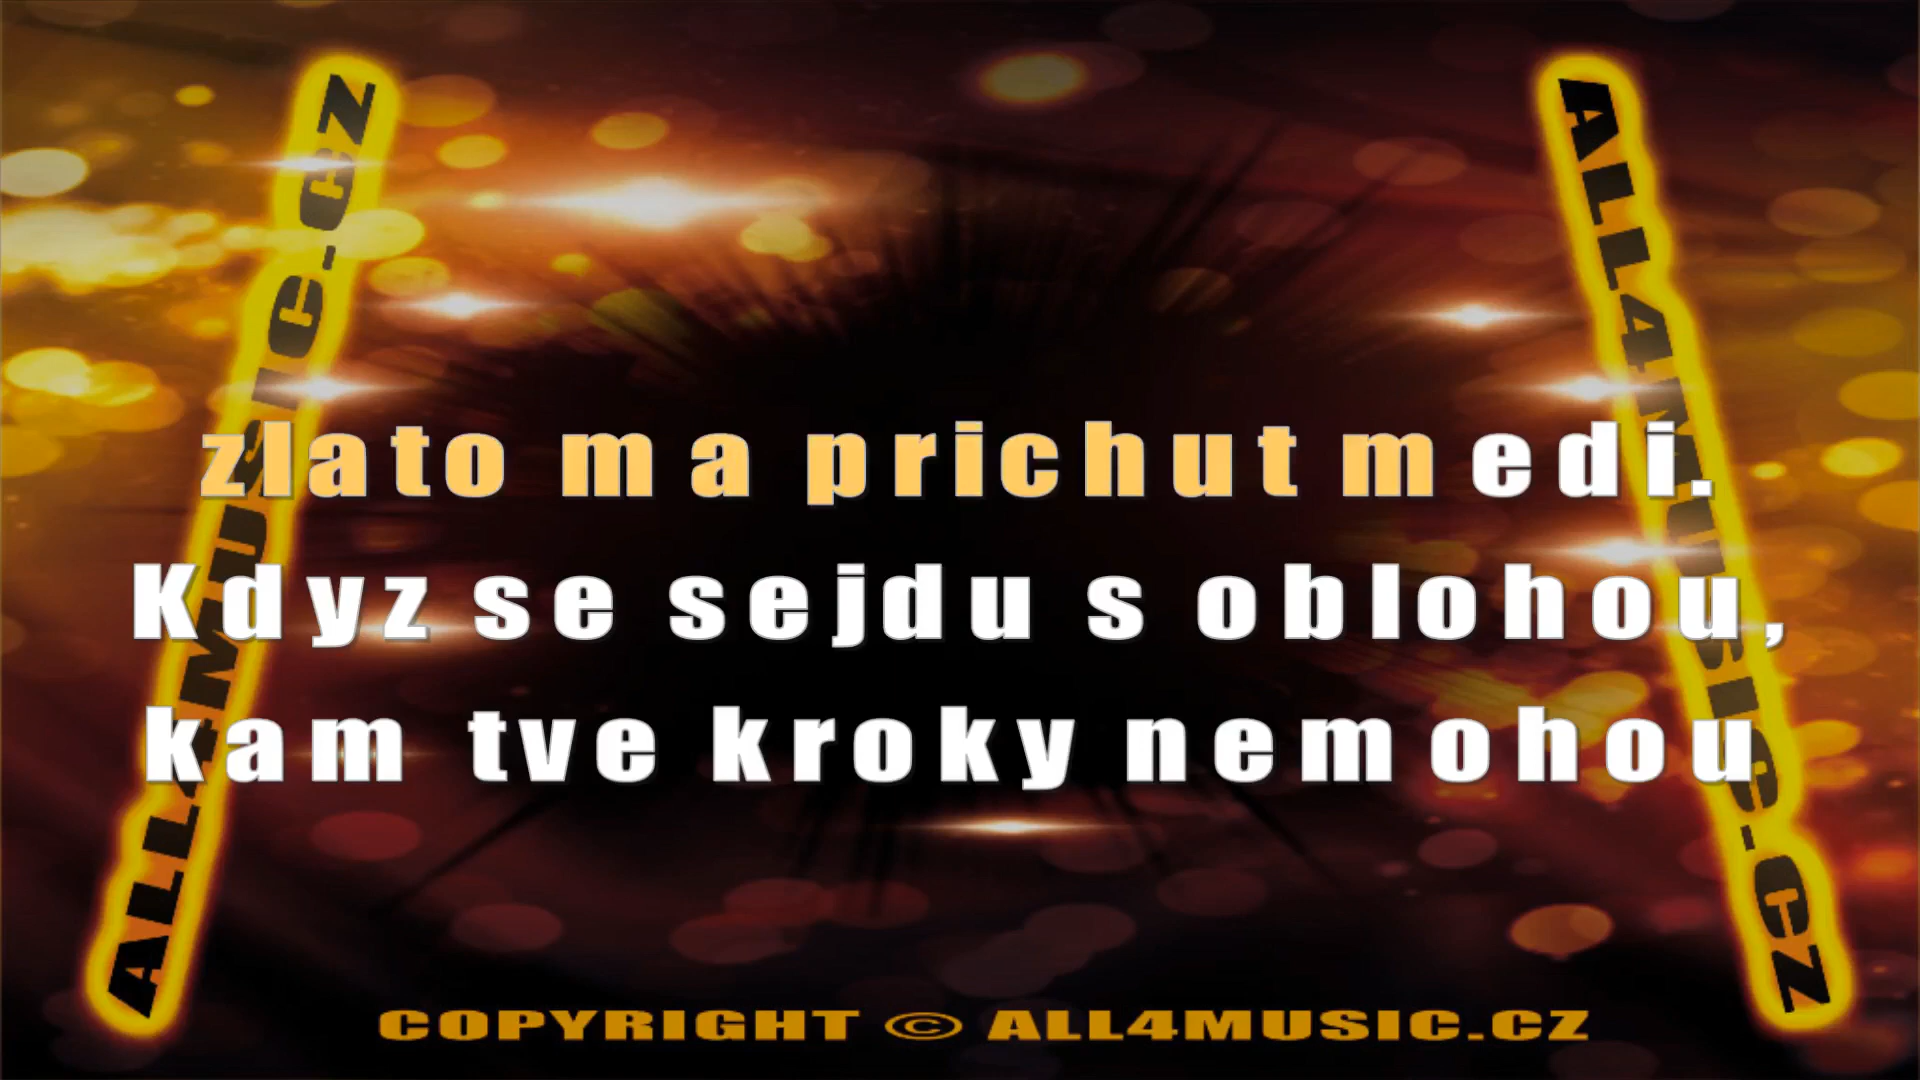 ALL4MUSIC.CZ
ALL4MUSIC.CZ
zlato ma prichut medi.
Kdyz se sejdu s oblohou,
kam tve kroky nemohou
COPYRIGHT © ALL4MUSIC.CZ